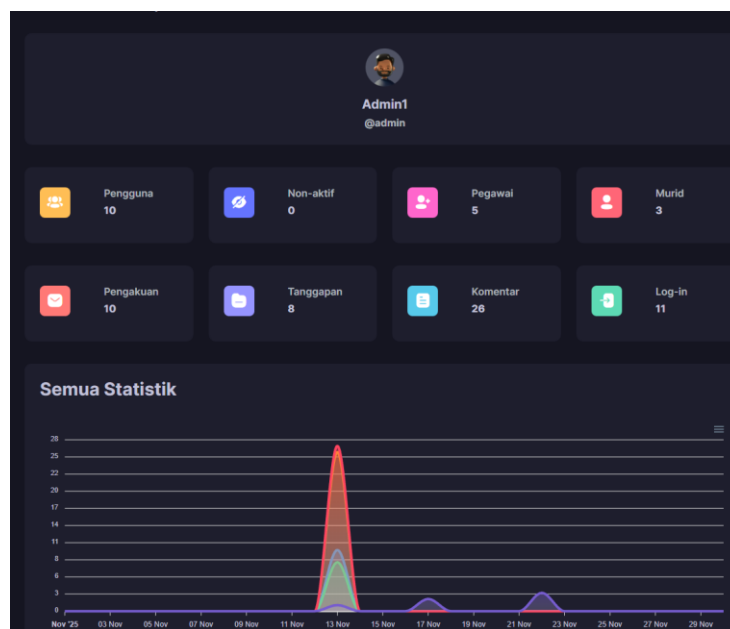 Admin1
@admin
Pengguna
10
Non-aktif
0
Pegawai
5
Murid
3
Pengakuan
10
Tanggapan
8
Komentar
26
Log-in
11
Semua Statistik
28
25
22
20
17
14
11
8
6
3
0
Nov '25 03 Nov 05 Nov 07 Nov 09 Nov 11 Nov 13 Nov 15 Nov 17 Nov 19 Nov 21 Nov 23 Nov 25 Nov 27 Nov 29 Nov